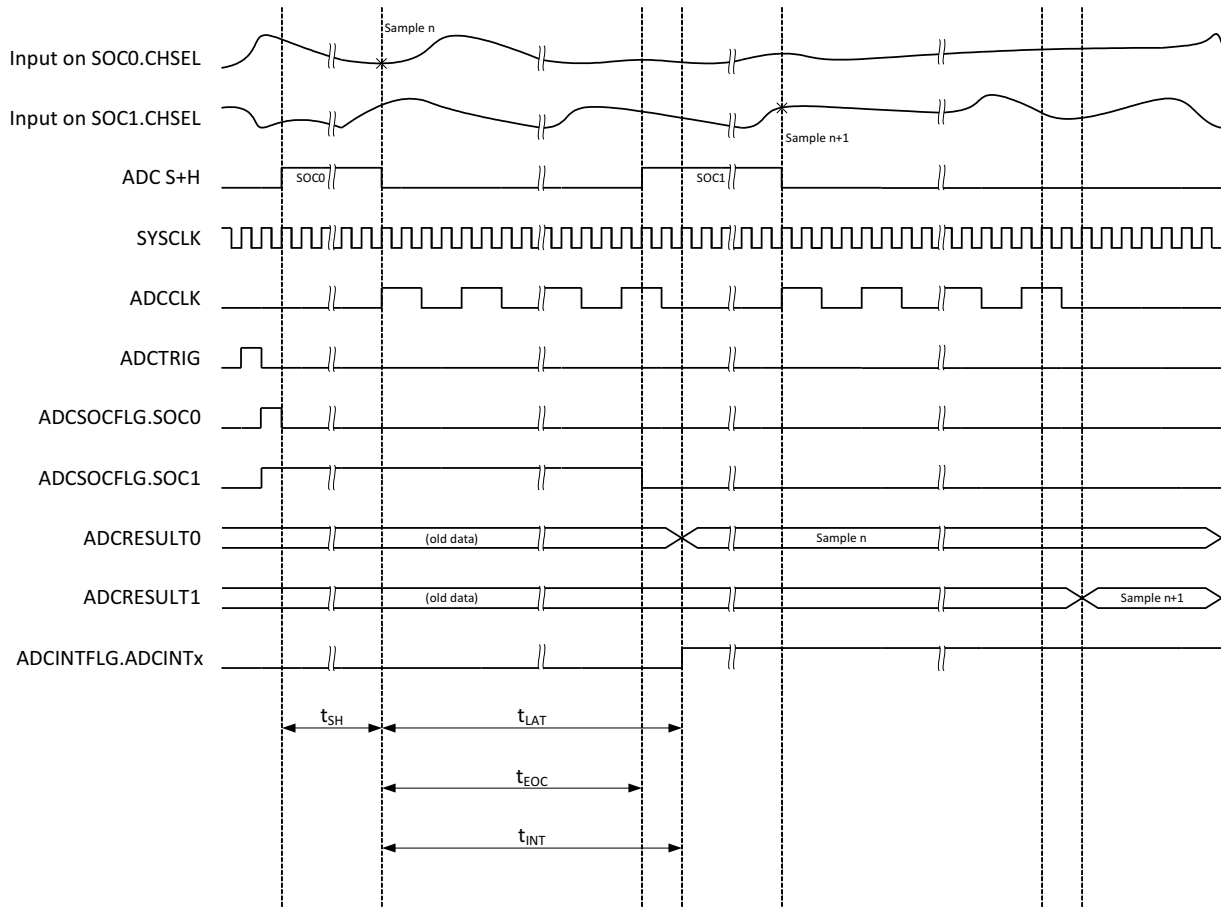 Sample n
Input on SOC0.CHSEL
Input on SOC1.CHSEL
Sample n+1
ADC S+H
SOC0
SOC1
SYSCLK
ADCCLK
ADCTRIG
ADCSOCFLG.SOC0
ADCSOCFLG.SOC1
ADCRESULT0
(old data)
Sample n
ADCRESULT1
(old data)
Sample n+1
ADCINTFLG.ADCINTx
tSH
tLAT
tEOC
tINT